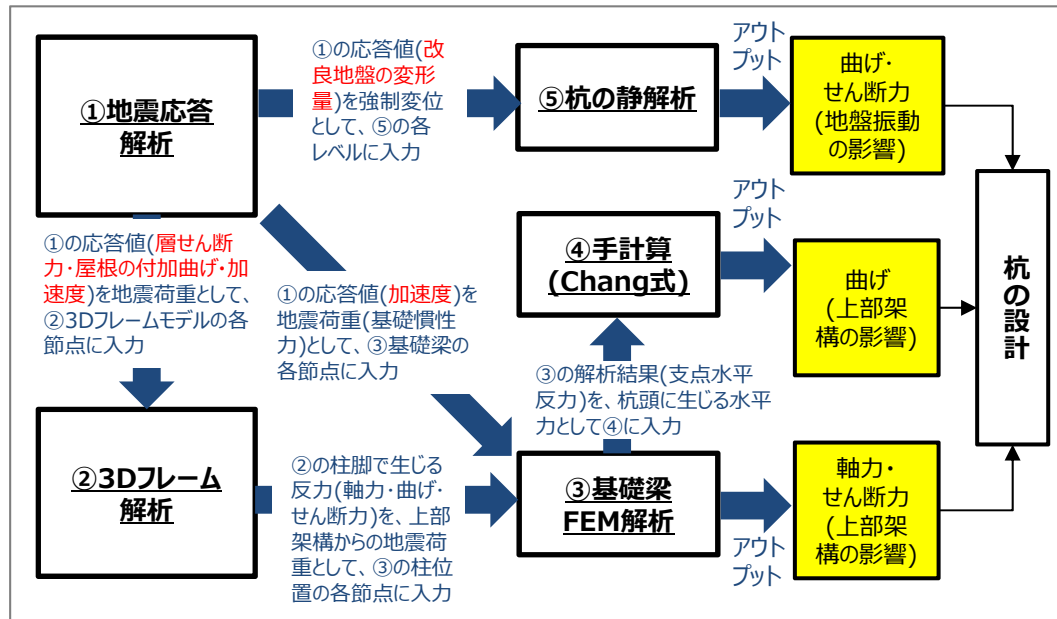 ①地震応答
解析
①の応答値(改
良地盤の変形
量)を強制変位
として、⑤の各
レベルに入力
⑤杭の静解析
アウト
プット
曲げ・
せん断力
(地盤振動
の影響)
①の応答値(層せん断
力・屋根の付加曲げ・加
速度)を地震荷重として、
②3Dフレームモデルの各
節点に入力
①の応答値(加速度)を
地震荷重(基礎慣性
力)として、③基礎梁の
各節点に入力
④手計算
(Chang式)
アウト
プット
曲げ
(上部架
構の影響)
杭の設計
③の解析結果(支点水平
反力)を、杭頭に生じる水平
力として④に入力
②3Dフレーム
解析
②の柱脚で生じる
反力(軸力・曲げ・
せん断力)を、上部
架構からの地震荷
重として、③の柱位
置の各節点に入力
③基礎梁
FEM解析
アウト
プット
軸力・
せん断力
(上部架
構の影響)